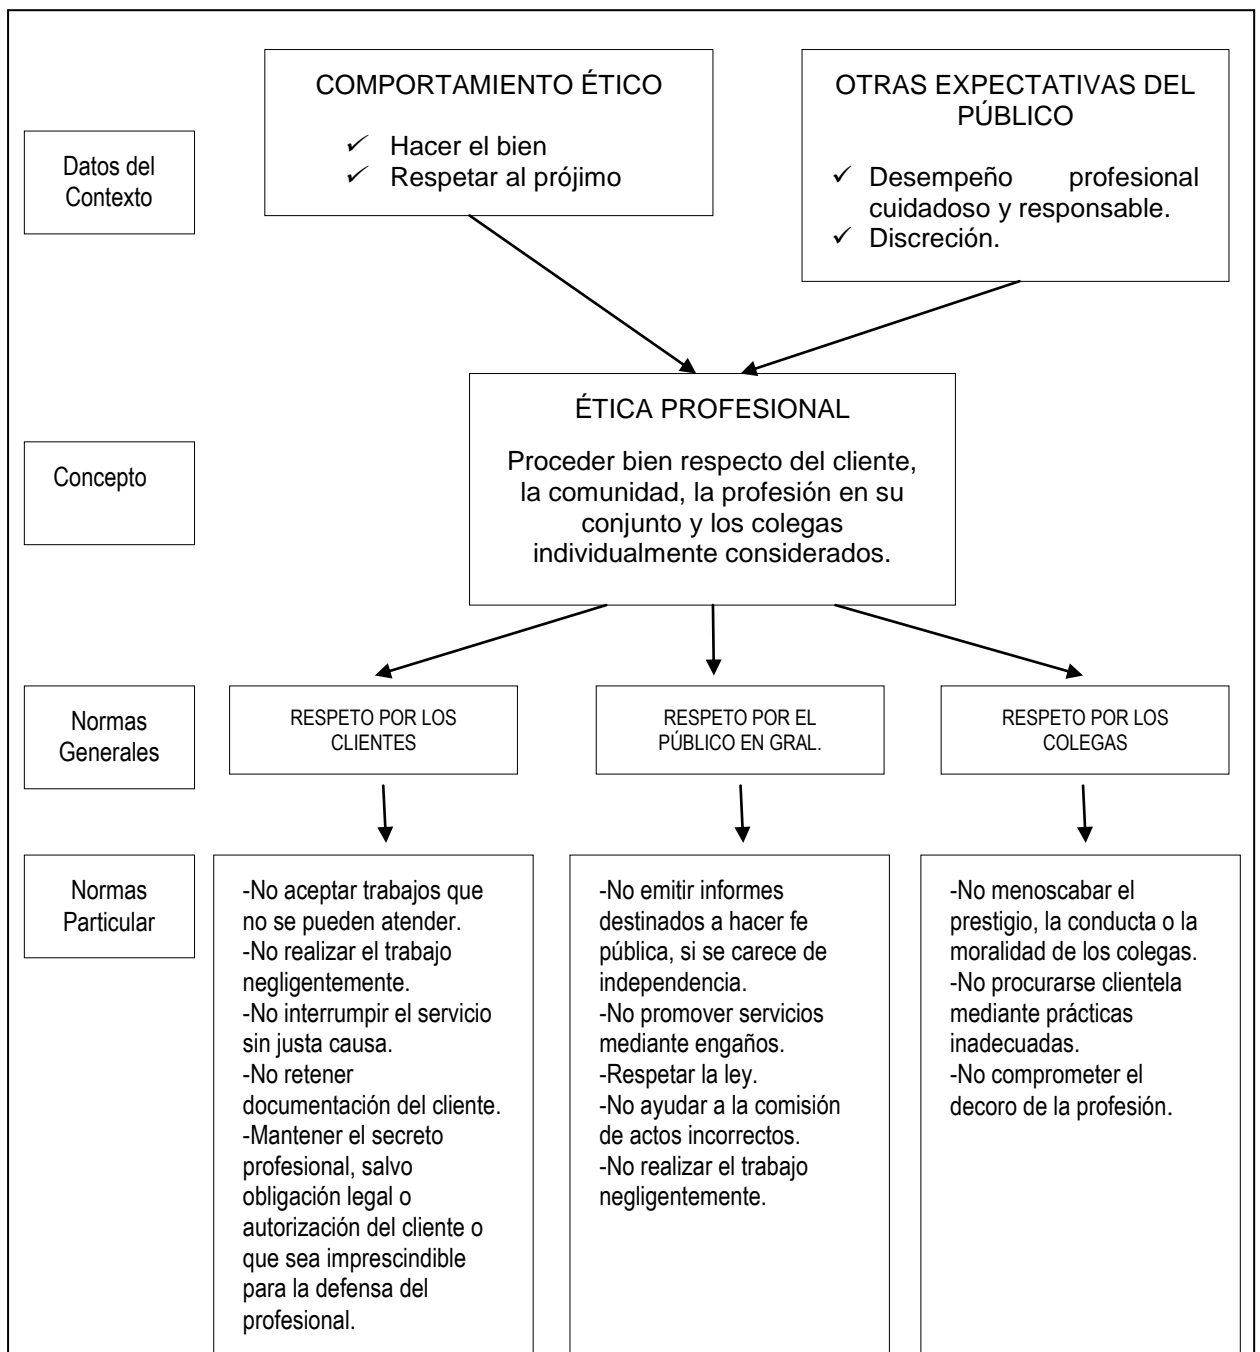 COMPORTAMIENTO ÉTICO
✓ Hacer el bien
✓ Respetar al prójimo
OTRAS EXPECTATIVAS DEL
PÚBLICO
✓ Desempeño profesional
cuidadoso y responsable.
✓ Discreción.
Datos del
Contexto
ÉTICA PROFESIONAL
Proceder bien respecto del cliente,
la comunidad, la profesión en su
conjunto y los colegas
individualmente considerados.
Concepto
Normas
Generales
RESPETO POR LOS
CLIENTES
RESPETO POR EL
PÚBLICO EN GRAL.
RESPETO POR LOS
COLEGAS
Normas
Particular
-No aceptar trabajos que
no se pueden atender.
-No realizar el trabajo
negligentemente.
-No interrumpir el servicio
sin justa causa.
-No retener
documentación del cliente.
-Mantener el secreto
profesional, salvo
obligación legal o
autorización del cliente o
que sea imprescindible
para la defensa del
profesional.
-No emitir informes
destinados a hacer fe
pública, si se carece de
independencia.
-No promover servicios
mediante engaños.
-Respetar la ley.
-No ayudar a la comisión
de actos incorrectos.
-No realizar el trabajo
negligentemente.
-No menoscabar el
prestigio, la conducta o la
moralidad de los colegas.
-No procurarse clientela
mediante prácticas
inadecuadas.
-No comprometer el
decoro de la profesión.